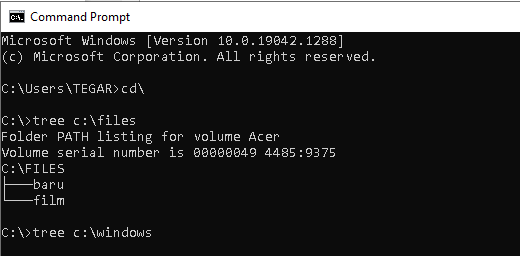 Command Prompt
Microsoft Windows [Version 10.0.19042.1288]
(c) Microsoft Corporation. All rights reserved.
C:\Users\TEGAR>cd\
C:\>tree c:\files
Folder PATH listing for volume Acer
Volume serial number is 00000049 4485:9375
C:\FILES
├───baru
└───film
C:\>tree c:\windows